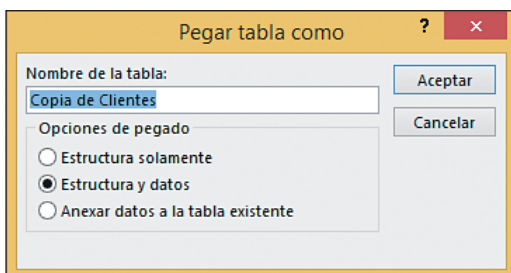 Pegar tabla como
? ×
Nombre de la tabla:
Copia de Clientes
Aceptar
Cancelar
Opciones de pegado
Estructura solamente
Estructura y datos
Anexar datos a la tabla existente